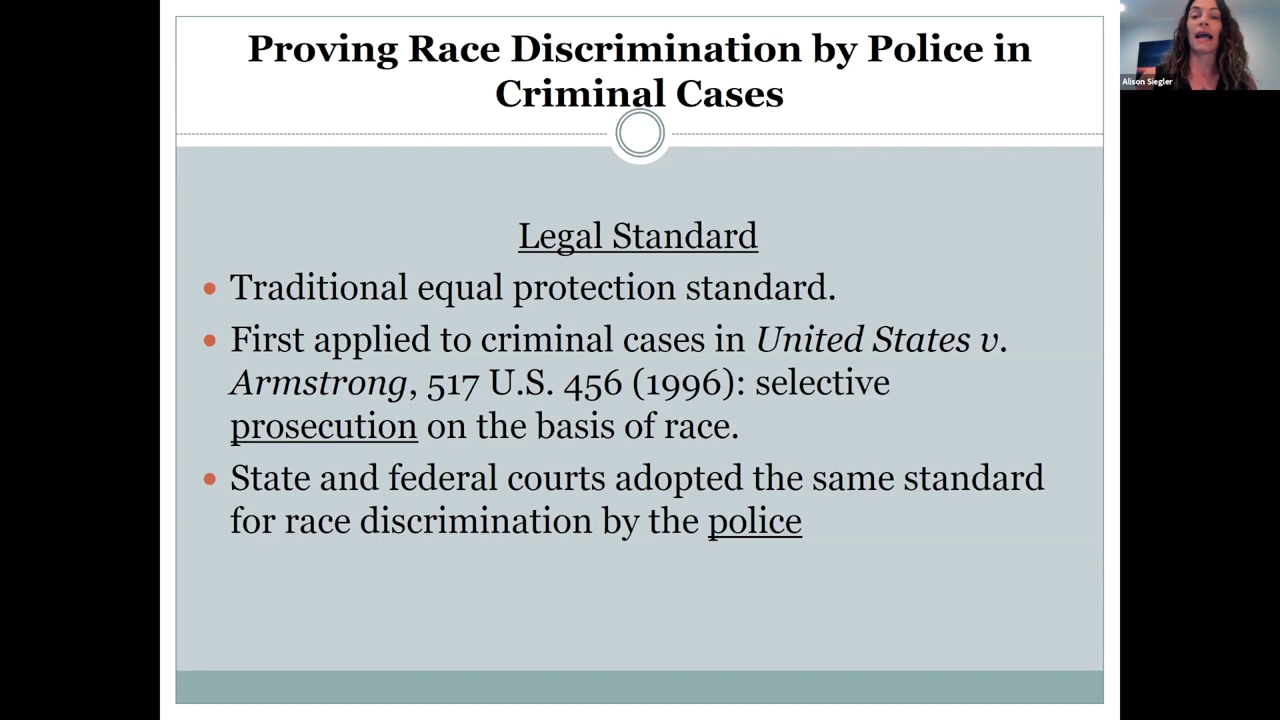 Proving Race Discrimination by Police in
Criminal Cases
Alison Siegler
Legal Standard
Traditional equal protection standard.
First applied to criminal cases in United States v.
Armstrong, 517 U.S. 456 (1996): selective
prosecution on the basis of race.
State and federal courts adopted the same standard
for race discrimination by the police